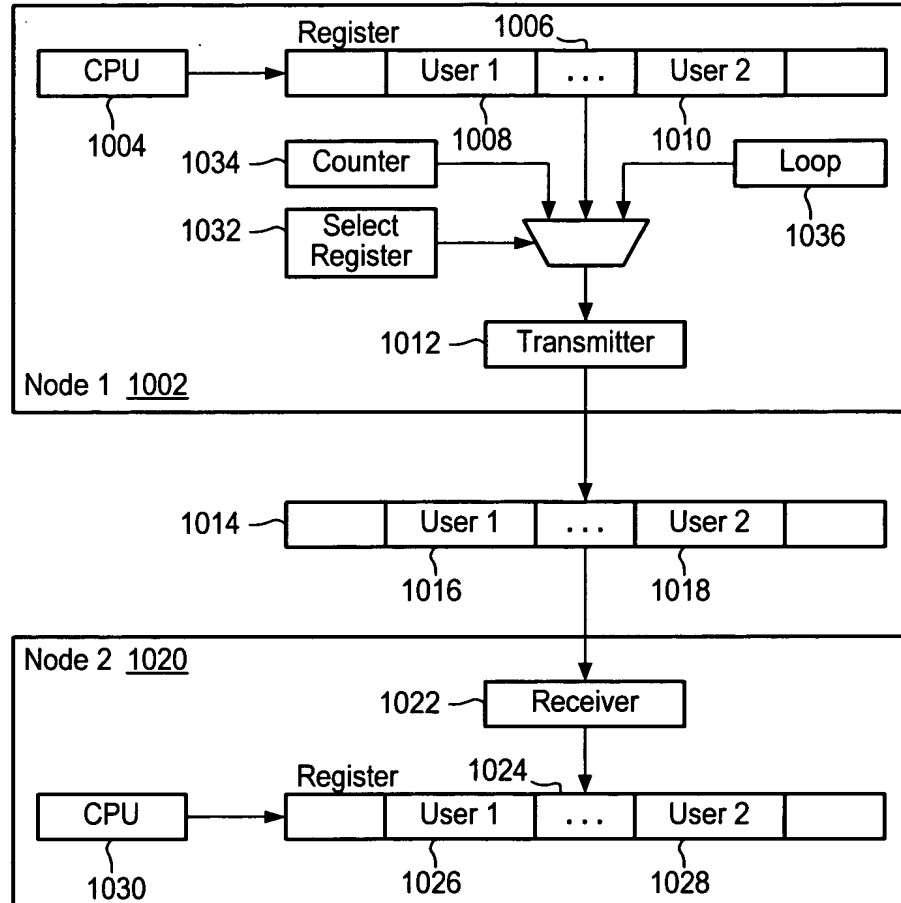 1006
Register
CPU
User 1
...
User 2
1004
1008
1010
1034
Counter
Loop
1032
Select
Register
1036
1012
Transmitter
Node 1 1002
1014
User 1
...
User 2
1016
1018
Node 2 1020
1022
Receiver
Register
1024
CPU
User 1
...
User 2
1030
1026
1028